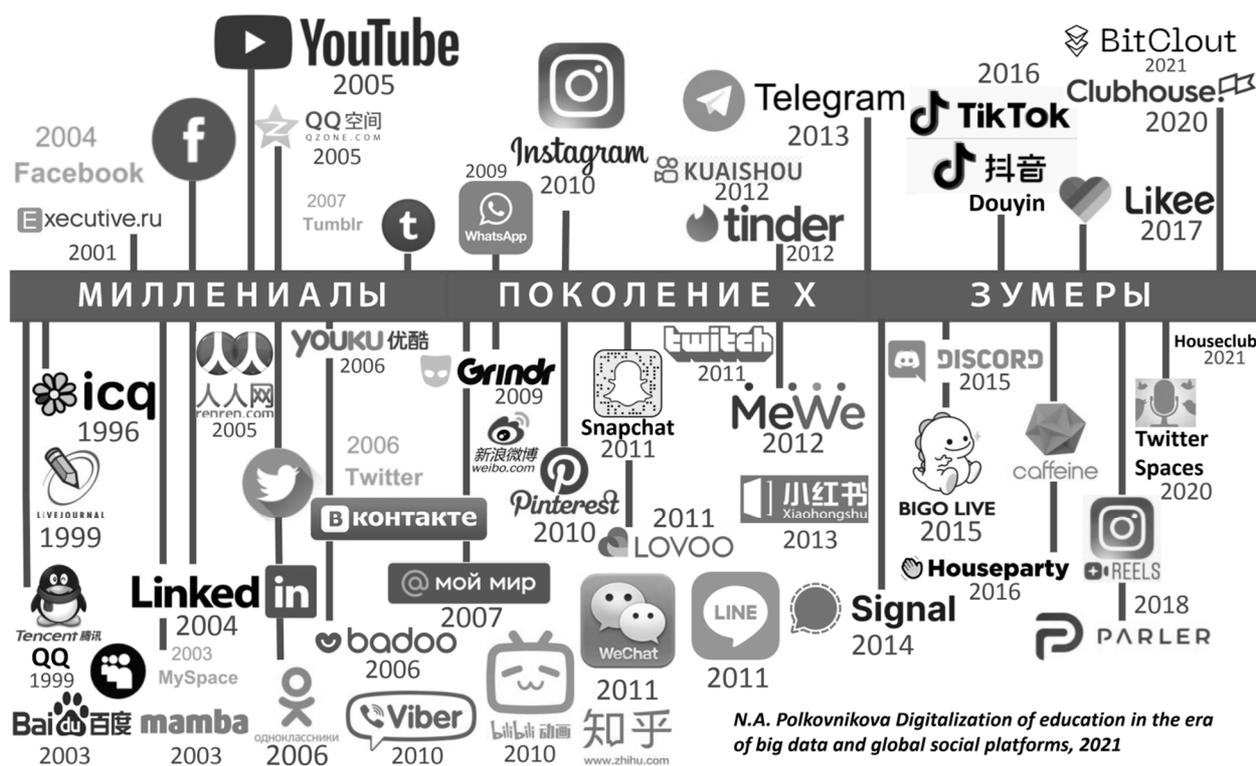 YouTube
2005
2004
Facebook
f
QQ空间
QZONE.COM
2005
2007
Tumblr
t
Executive.ru
2001
2009
WhatsApp
Instagram
2010
Telegram
2013
KUAISHOU
2012
tinder
2012
2016
TikTok
抖音
Douyin
BitClout
2021
Clubhouse!
2020
Likee
2017
МИЛЛЕНИАЛЫ
ПОКОЛЕНИЕ X
ЗУМЕРЫ
icq
1996
LIVEJOURNAL
1999
Tencent 腾讯
QQ
1999
Bai du 百度
2003
人人网
renren.com
2005
Linked in
2004
2003
MySpace
mamba
2003
YOUKU 优酷
2006
2006
Twitter
В контакте
@ мой мир
2007
badoo
2006
одноклассники
2006
Viber
2010
Grindr
2009
新浪微博
weibo.com
Pinterest
2010
bilibili 动画
2010
Snapchat
2011
2011
LOVOO
WeChat
2011
知乎
www.zhihu.com
twitch
2011
MeWe
2012
小红书
Xiaohongshu
2013
LINE
2011
Signal
2014
DISCORD
2015
BIGO LIVE
2015
Houseparty
2016
caffeine
Houseclub
2021
Twitter
Spaces
2020
REELS
2018
PARLER
N.A. Polkovnikova Digitalization of education in the era
of big data and global social platforms, 2021